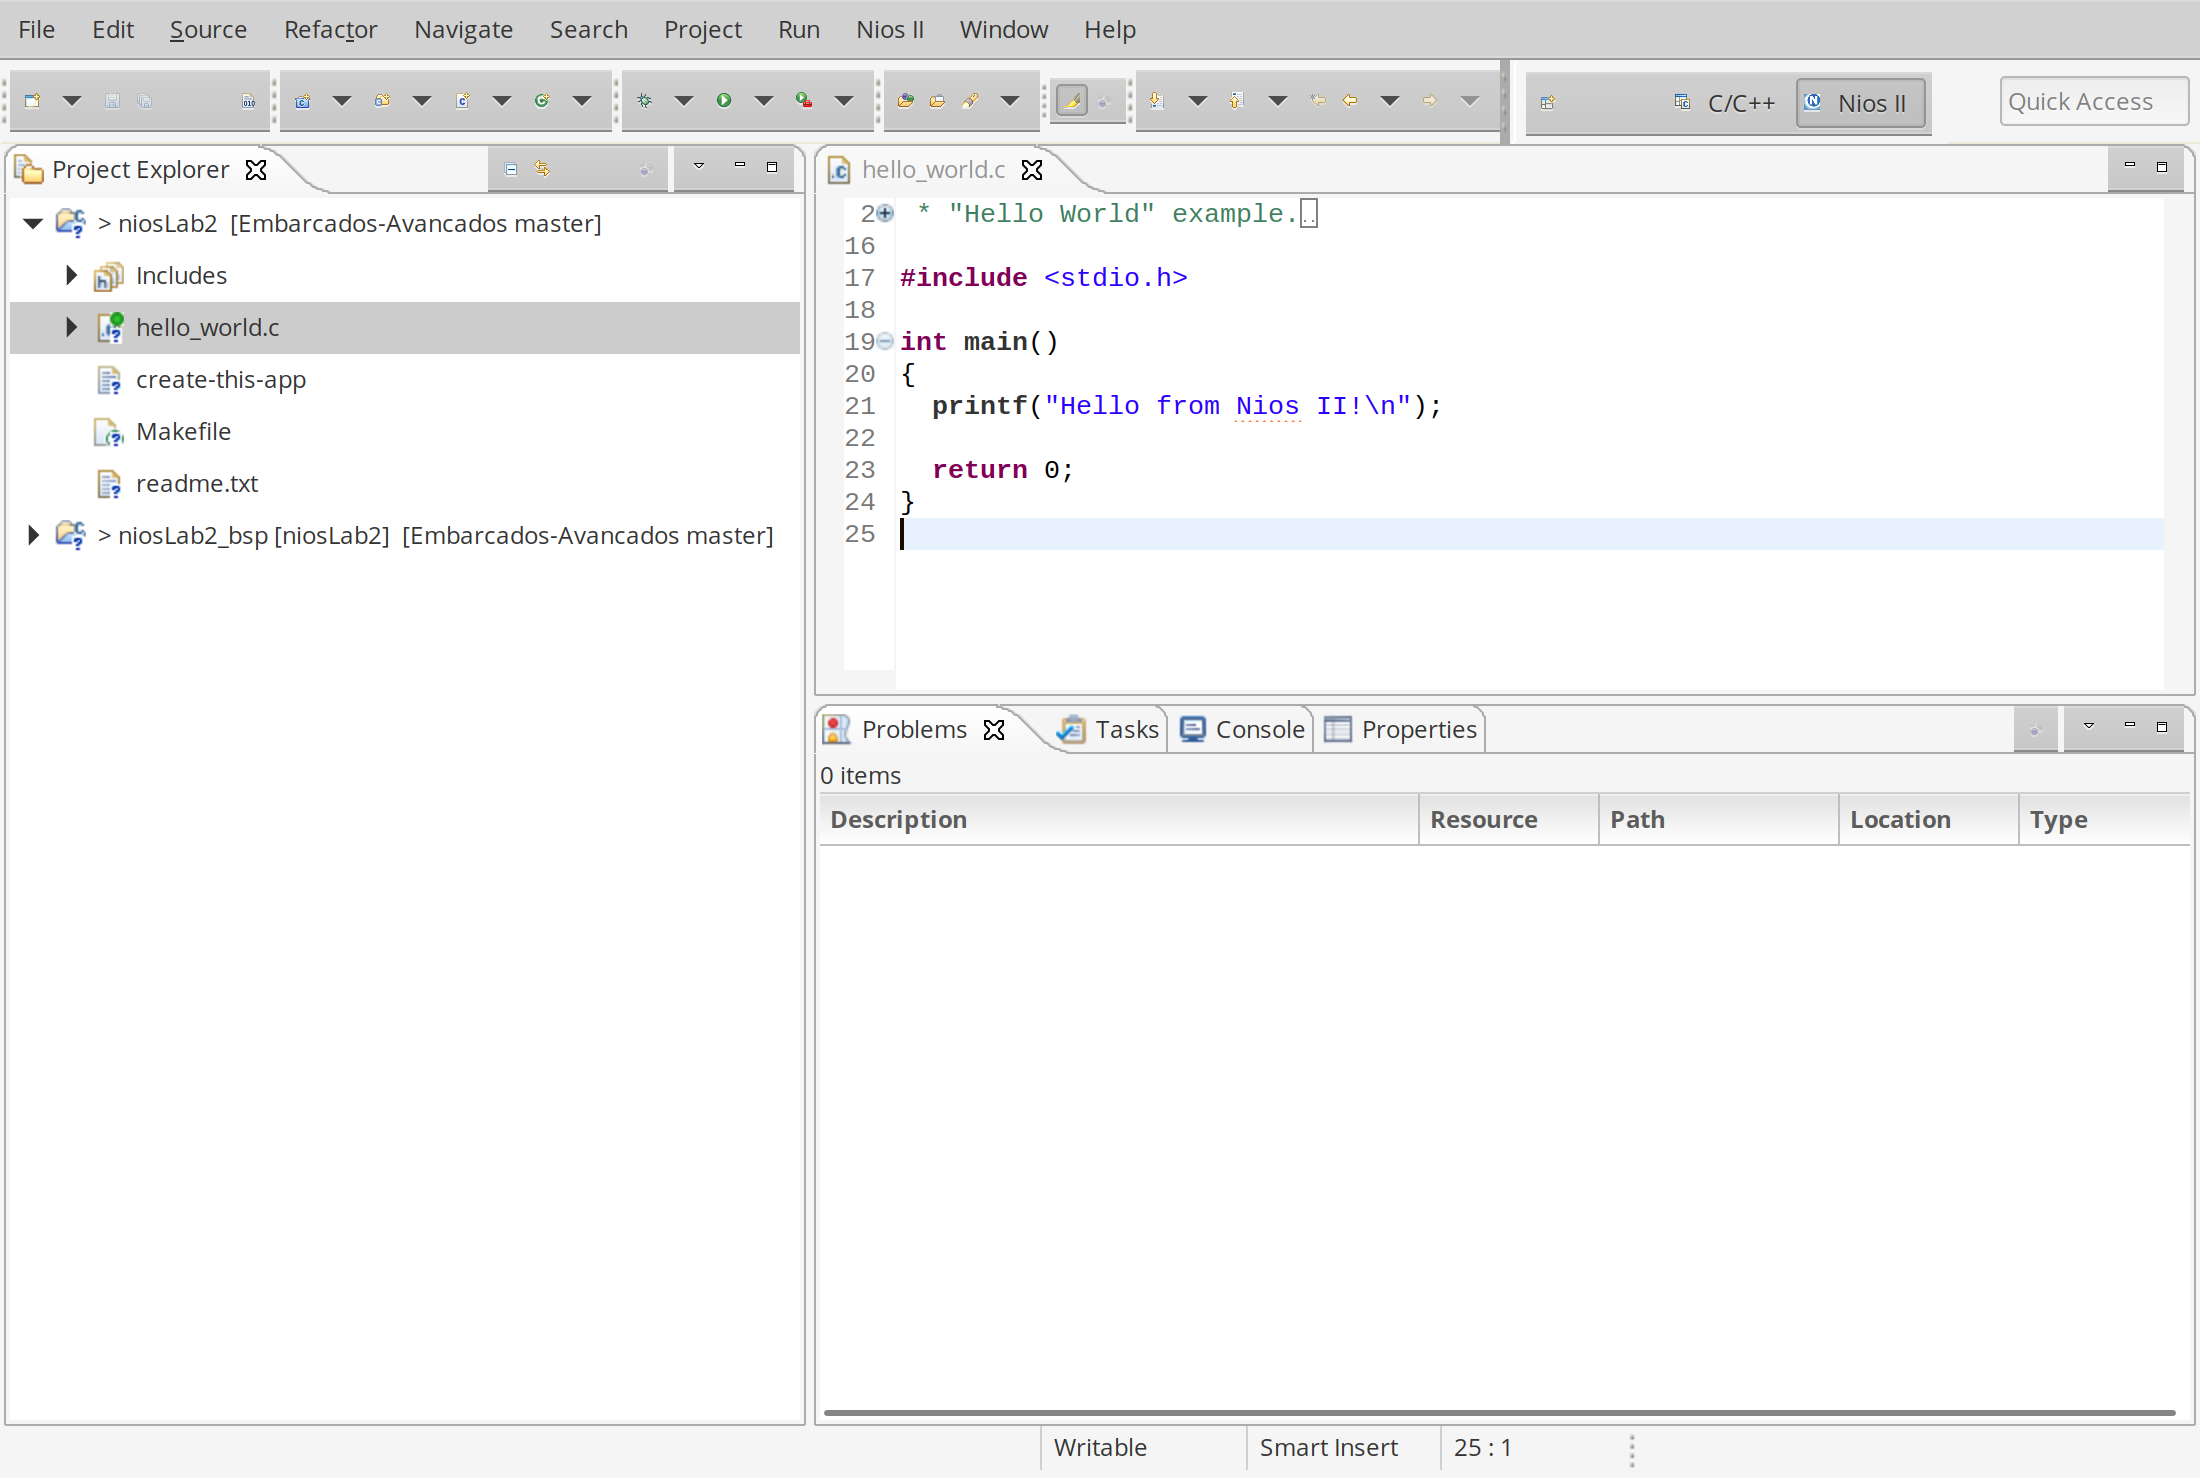 File Edit Source Refactor Navigate Search Project Run Nios II Window Help
C/C++ Nios II Quick Access
Project Explorer
> niosLab2 [Embarcados-Avancados master]
Includes
hello_world.c
create-this-app
Makefile
readme.txt
> niosLab2_bsp [niosLab2] [Embarcados-Avancados master]
hello_world.c
2 * "Hello World" example...
16
17 #include <stdio.h>
18
19 int main()
20 {
21 printf("Hello from Nios II!\n");
22
23 return 0;
24 }
25
Problems Tasks Console Properties
0 items
Description Resource Path Location Type
Writable Smart Insert 25 : 1